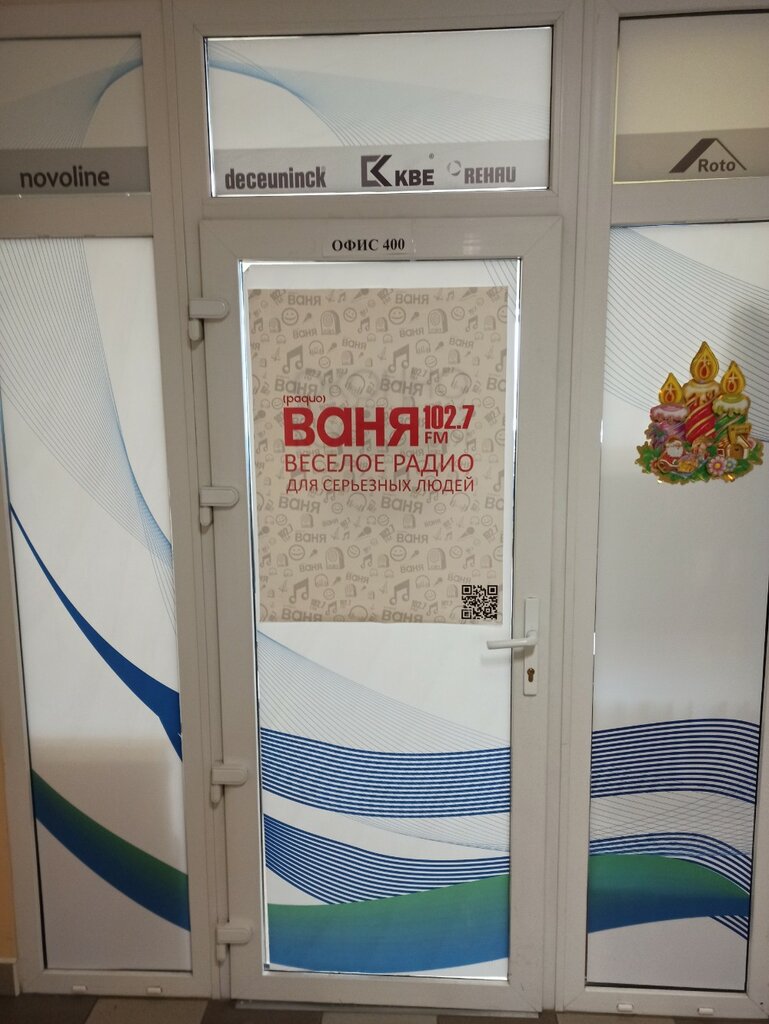 novoline
deceuninck
KBE
REHAU
Roto
ОФИС 400
(радио)
ВАНЯ 102.7
FM
ВЕСЕЛОЕ РАДИО
ДЛЯ СЕРЬЕЗНЫХ ЛЮДЕЙ